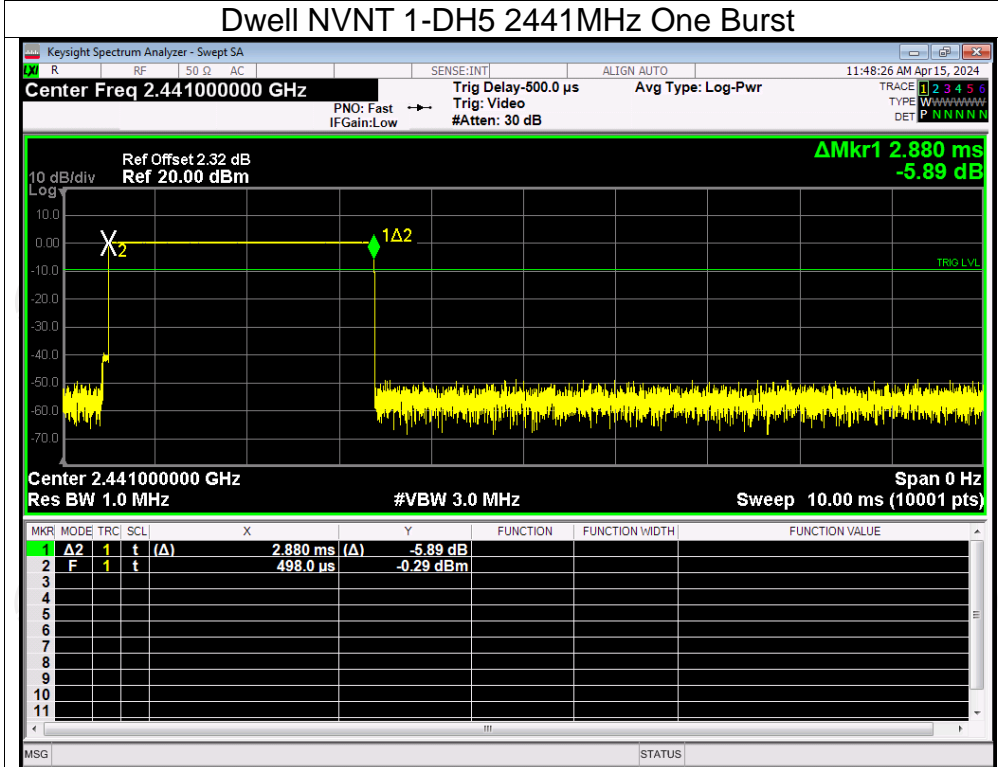 Dwell NVNT 1-DH5 2441MHz One Burst
Keysight Spectrum Analyzer - Swept SA
LXI R RF 50 Ω AC SENSE:INT ALIGN AUTO 11:48:26 AM Apr 15, 2024
Center Freq 2.441000000 GHz Trig Delay-500.0 µs Avg Type: Log-Pwr TRACE 1 2 3 4 5 6
PNO: Fast Trig: Video TYPE W
IFGain:Low #Atten: 30 dB DET P N N N N N
ΔMkr1 2.880 ms
-5.89 dB
Ref Offset 2.32 dB
10 dB/div Ref 20.00 dBm
Log
10.0
0.00
-10.0
-20.0
-30.0
-40.0
-50.0
-60.0
-70.0
2
1Δ2
TRIG LVL
Center 2.441000000 GHz Span 0 Hz
Res BW 1.0 MHz #VBW 3.0 MHz Sweep 10.00 ms (10001 pts)
MKR MODE TRC SCL X Y FUNCTION FUNCTION WIDTH FUNCTION VALUE
1 Δ2 1 t (Δ) 2.880 ms (Δ) -5.89 dB
2 F 1 t 498.0 µs -0.29 dBm
3
4
5
6
7
8
9
10
11
MSG STATUS